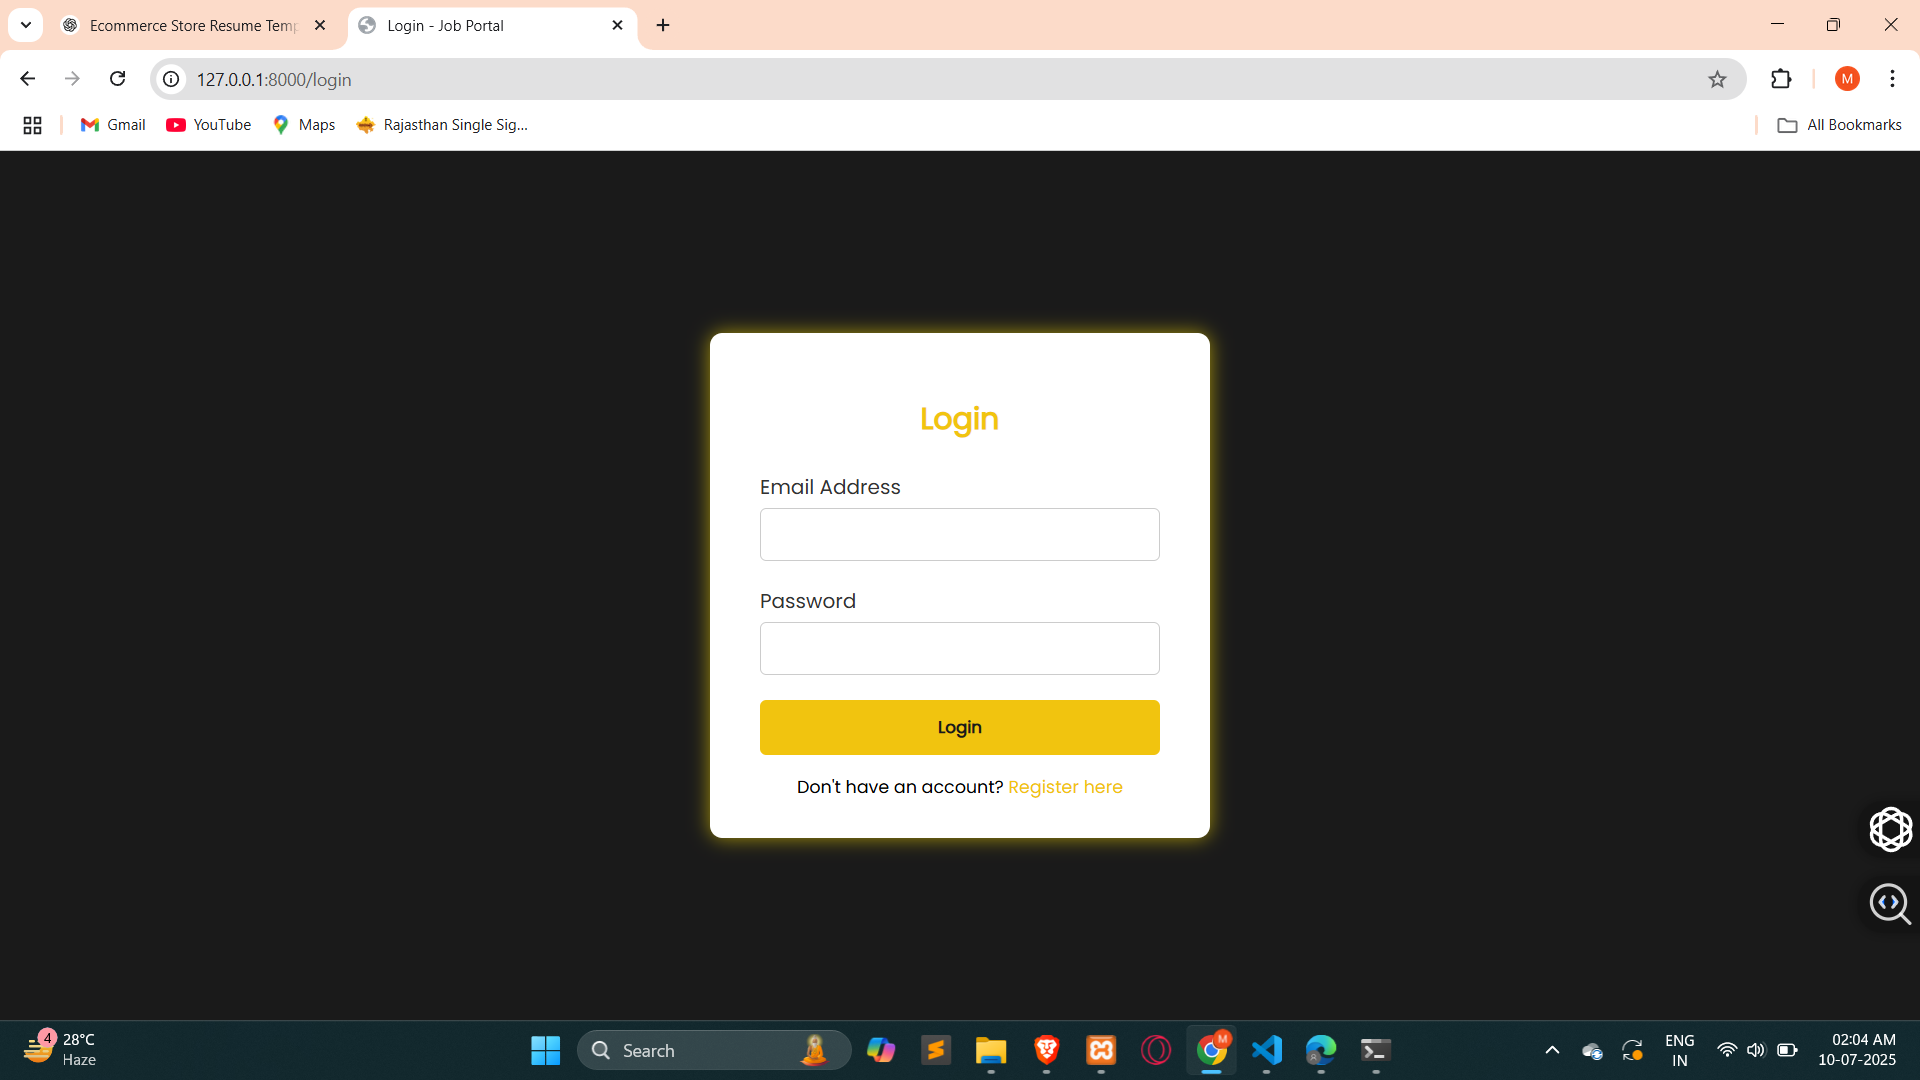 Ecommerce Store Resume Temp
Login - Job Portal
127.0.0.1:8000/login
M
Gmail
YouTube
Maps
Rajasthan Single Sig...
All Bookmarks
Login
Email Address
Password
Login
Don't have an account? Register here
4
28°C
Haze
Search
M
ENG
IN
02:04 AM
10-07-2025